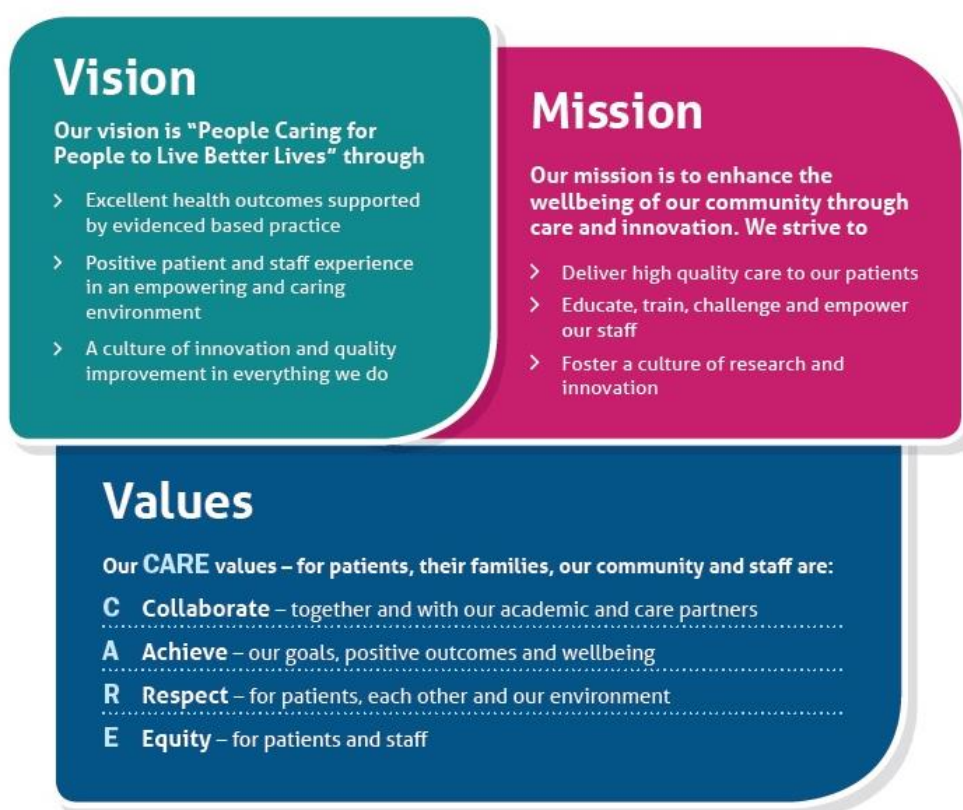 Vision
Our vision is “People Caring for
People to Live Better Lives” through
> Excellent health outcomes supported
by evidenced based practice
> Positive patient and staff experience
in an empowering and caring
environment
> A culture of innovation and quality
improvement in everything we do
Mission
Our mission is to enhance the
wellbeing of our community through
care and innovation. We strive to
> Deliver high quality care to our patients
> Educate, train, challenge and empower
our staff
> Foster a culture of research and
innovation
Values
Our CARE values – for patients, their families, our community and staff are:
C Collaborate – together and with our academic and care partners
A Achieve – our goals, positive outcomes and wellbeing
R Respect – for patients, each other and our environment
E Equity – for patients and staff